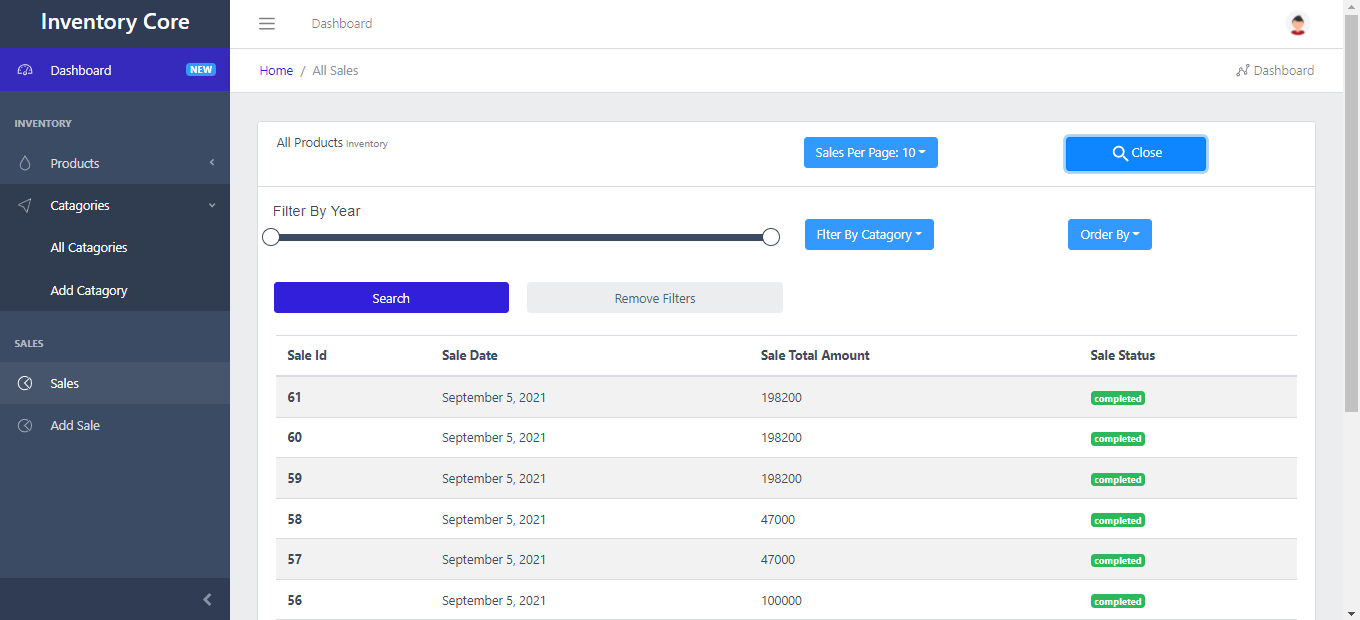 Inventory Core
Dashboard
Dashboard NEW
Home / All Sales
Dashboard
INVENTORY
Products
Catagories
All Catagories
Add Catagory
SALES
Sales
Add Sale
All Products Inventory
Sales Per Page: 10
Close
Filter By Year
Flter By Catagory
Order By
Search
Remove Filters
Sale Id Sale Date Sale Total Amount Sale Status
61 September 5, 2021 198200 completed
60 September 5, 2021 198200 completed
59 September 5, 2021 198200 completed
58 September 5, 2021 47000 completed
57 September 5, 2021 47000 completed
56 September 5, 2021 100000 completed